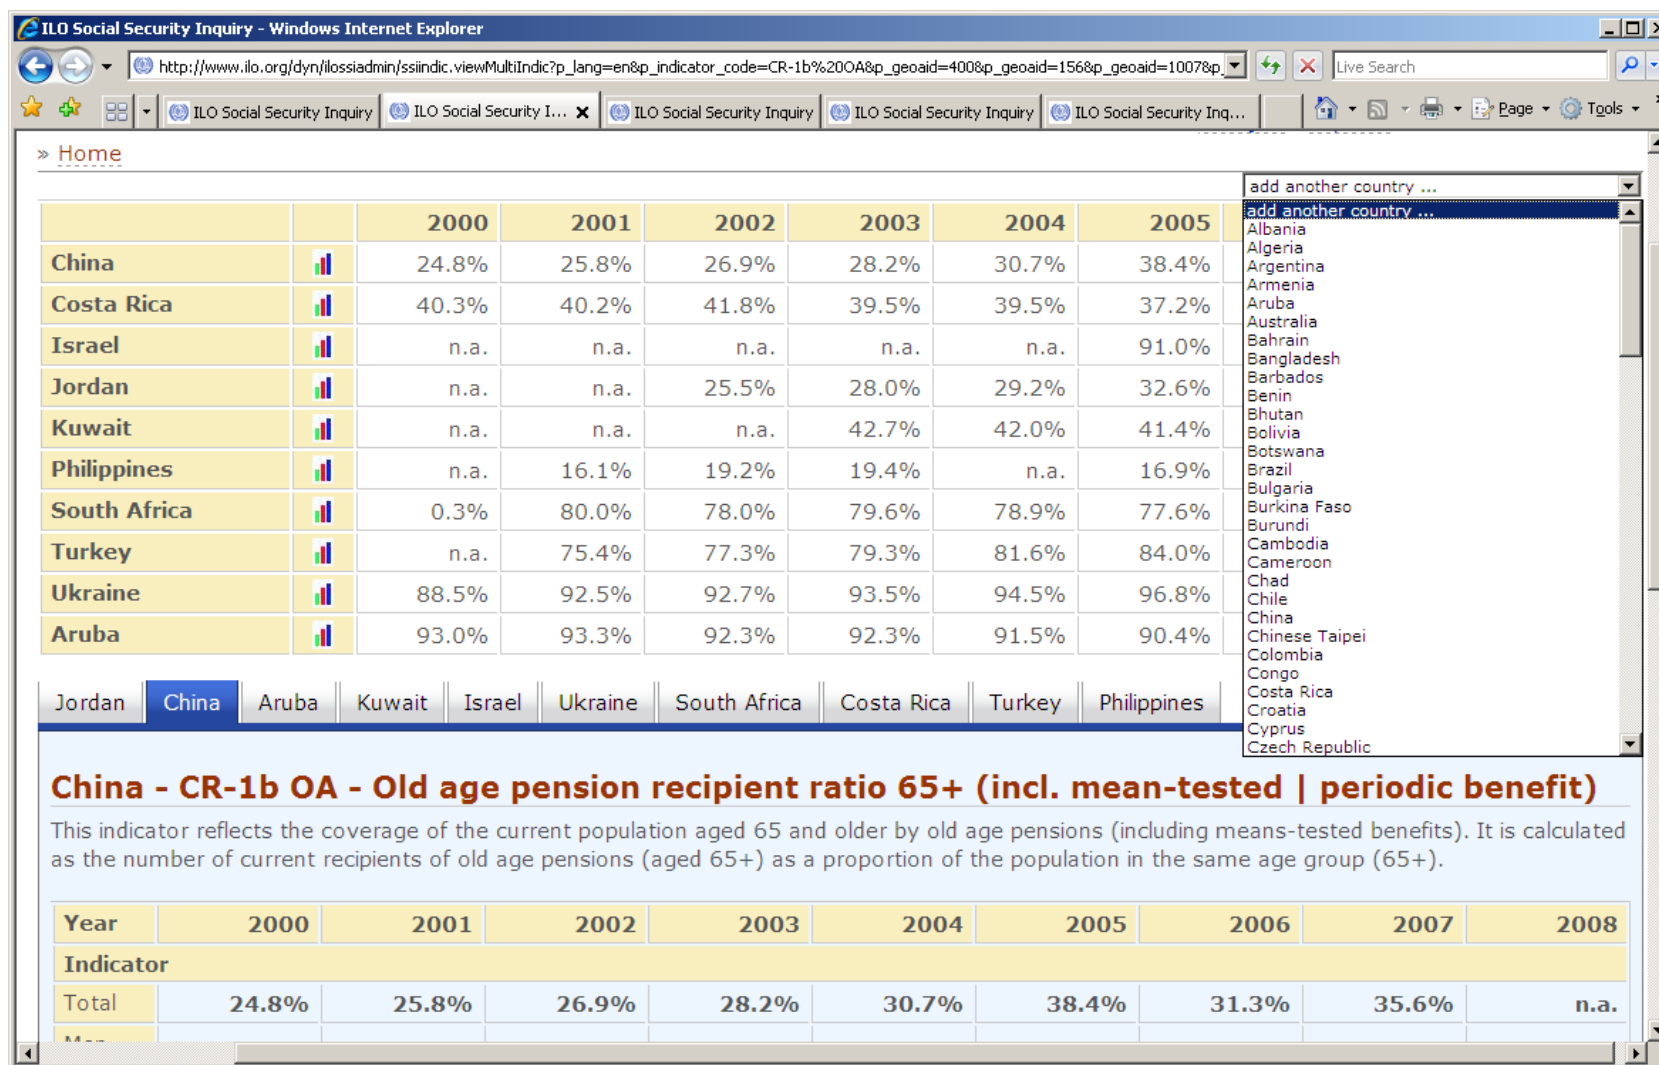 ILO Social Security Inquiry - Windows Internet Explorer
http://www.ilo.org/dyn/ilossiadmin/ssiindic.viewMultiIndic?p_lang=en&p_indicator_code=CR-1b%20OA&p_geoaid=400&p_geoaid=156&p_geoaid=1007&p. Live Search
ILO Social Security Inquiry ILO Social Security I... ILO Social Security Inquiry ILO Social Security Inquiry ILO Social Security Inq... Page Tools
» Home
add another country ...
2000 2001 2002 2003 2004 2005
China 24.8% 25.8% 26.9% 28.2% 30.7% 38.4%
Costa Rica 40.3% 40.2% 41.8% 39.5% 39.5% 37.2%
Israel n.a. n.a. n.a. n.a. n.a. 91.0%
Jordan n.a. n.a. 25.5% 28.0% 29.2% 32.6%
Kuwait n.a. n.a. n.a. 42.7% 42.0% 41.4%
Philippines n.a. 16.1% 19.2% 19.4% n.a. 16.9%
South Africa 0.3% 80.0% 78.0% 79.6% 78.9% 77.6%
Turkey n.a. 75.4% 77.3% 79.3% 81.6% 84.0%
Ukraine 88.5% 92.5% 92.7% 93.5% 94.5% 96.8%
Aruba 93.0% 93.3% 92.3% 92.3% 91.5% 90.4%
add another country ...
Albania
Algeria
Argentina
Armenia
Aruba
Australia
Bahrain
Bangladesh
Barbados
Benin
Bhutan
Bolivia
Botswana
Brazil
Bulgaria
Burkina Faso
Burundi
Cambodia
Cameroon
Chad
Chile
China
Chinese Taipei
Colombia
Congo
Costa Rica
Croatia
Cyprus
Czech Republic
Jordan China Aruba Kuwait Israel Ukraine South Africa Costa Rica Turkey Philippines
China - CR-1b OA - Old age pension recipient ratio 65+ (incl. mean-tested | periodic benefit)
This indicator reflects the coverage of the current population aged 65 and older by old age pensions (including means-tested benefits). It is calculated
as the number of current recipients of old age pensions (aged 65+) as a proportion of the population in the same age group (65+).
Year 2000 2001 2002 2003 2004 2005 2006 2007 2008
Indicator
Total 24.8% 25.8% 26.9% 28.2% 30.7% 38.4% 31.3% 35.6% n.a.